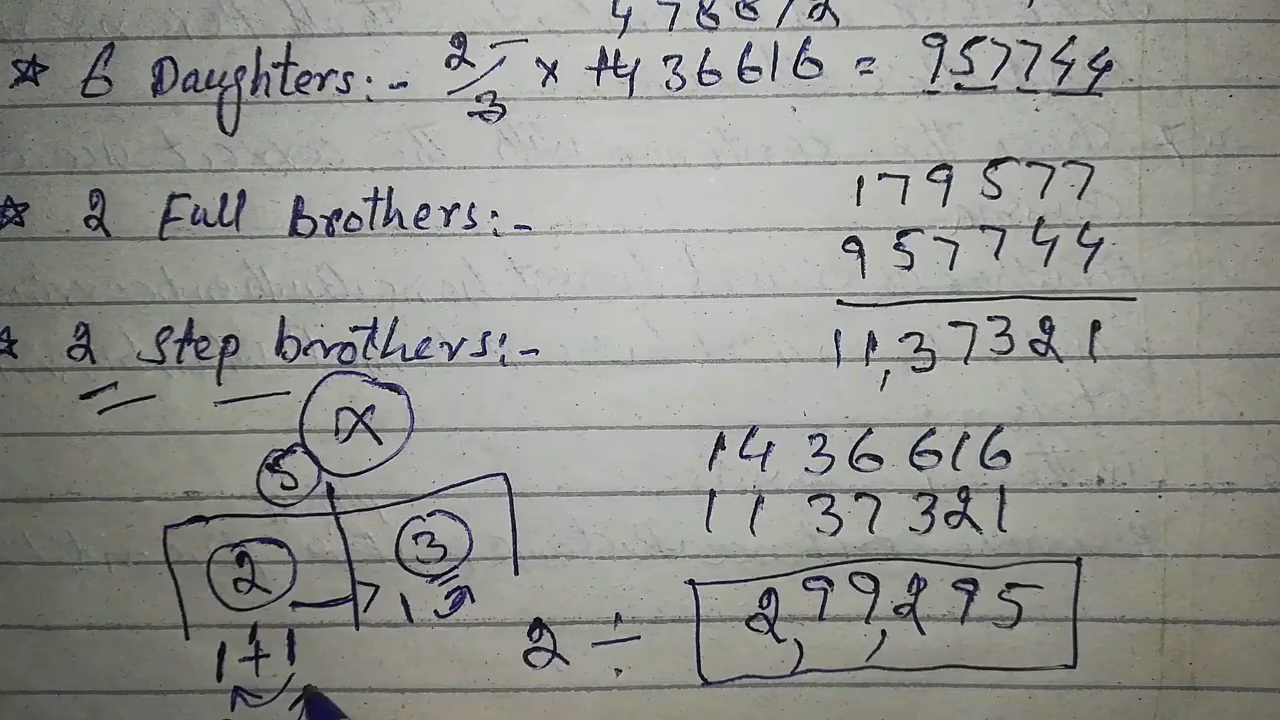 478872
☆ 6 Daughters:- 2/3 x 1436616 = 957744
☆ 2 Full Brothers:-
179577
957744
11,37321
☆ 2 Step brothers:-
1436616
1137321
2 ÷ 2,99,295
α
5
2
3
1
1+1